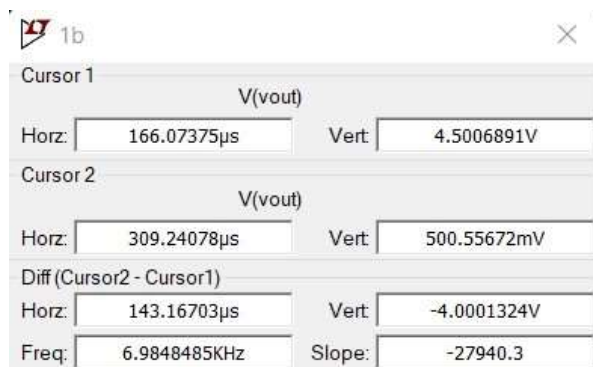 1b
Cursor 1
V(vout)
Horz: 166.07375µs Vert: 4.5006891V
Cursor 2
V(vout)
Horz: 309.24078µs Vert: 500.55672mV
Diff (Cursor2 - Cursor1)
Horz: 143.16703µs Vert: -4.0001324V
Freq: 6.9848485KHz Slope: -27940.3